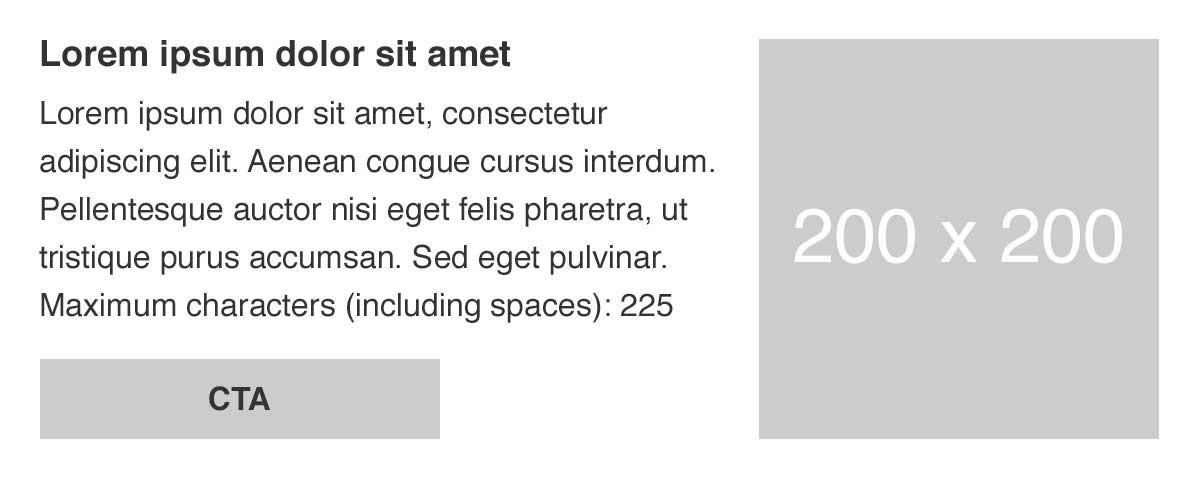 Lorem ipsum dolor sit amet
Lorem ipsum dolor sit amet, consectetur
adipiscing elit. Aenean congue cursus interdum.
Pellentesque auctor nisi eget felis pharetra, ut
tristique purus accumsan. Sed eget pulvinar.
Maximum characters (including spaces): 225
CTA
200 x 200